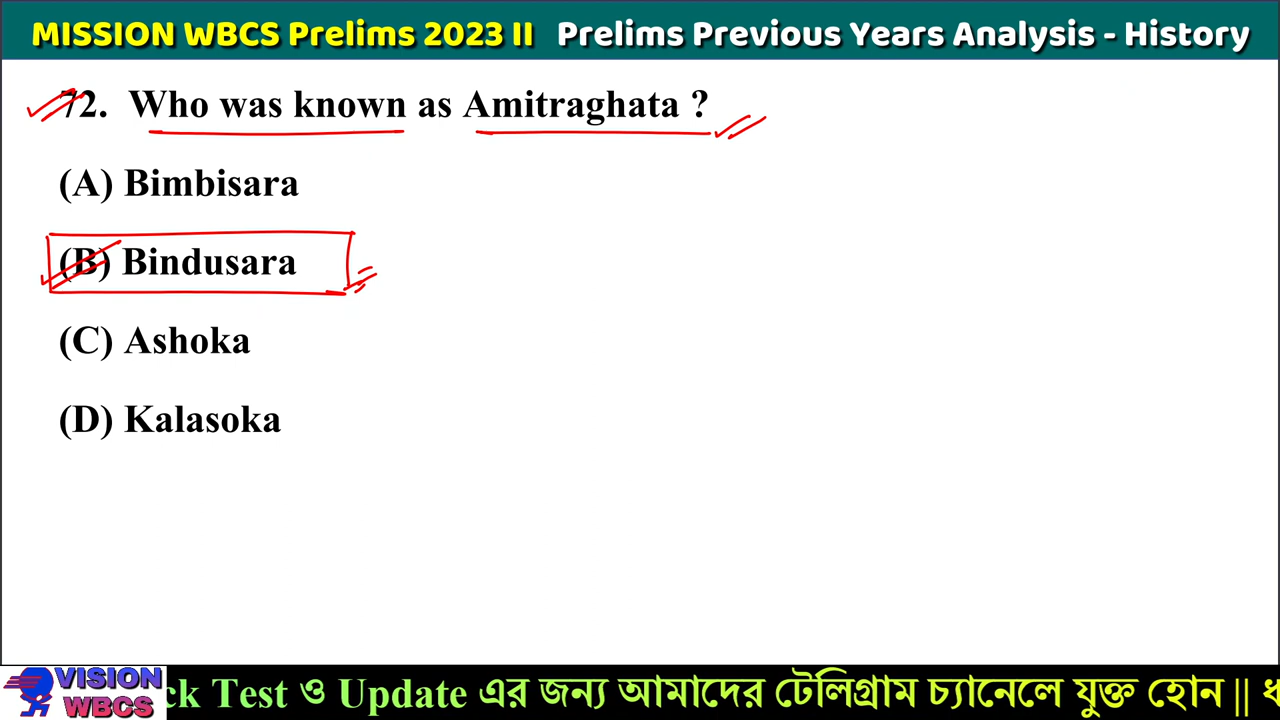 MISSION WBCS Prelims 2023 II Prelims Previous Years Analysis - History
72. Who was known as Amitraghata ?
(A) Bimbisara
(B) Bindusara
(C) Ashoka
(D) Kalasoka
VISION
WBCS
ck Test ও Update এর জন্য আমাদের টেলিগ্রাম চ্যানেলে যুক্ত হোন || ধ